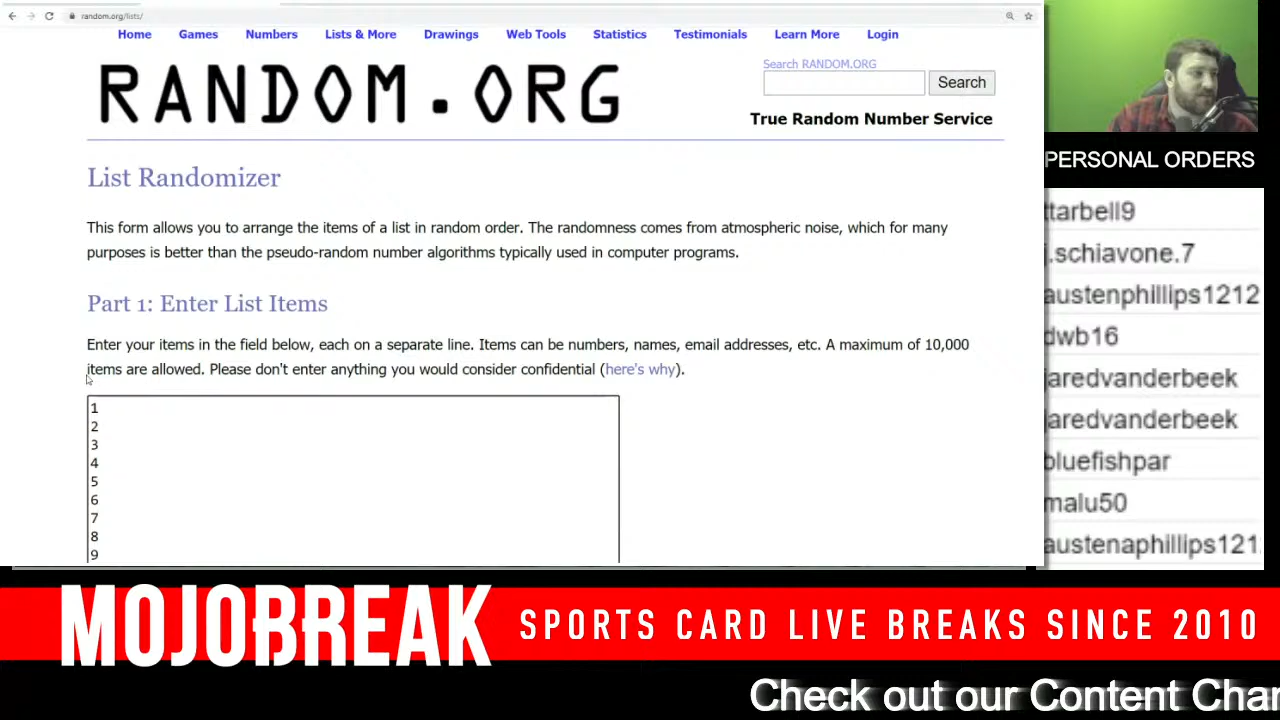 random.org/lists/
Home Games Numbers Lists & More Drawings Web Tools Statistics Testimonials Learn More Login
RANDOM.ORG
Search RANDOM.ORG
Search
True Random Number Service
List Randomizer
This form allows you to arrange the items of a list in random order. The randomness comes from atmospheric noise, which for many
purposes is better than the pseudo-random number algorithms typically used in computer programs.
Part 1: Enter List Items
Enter your items in the field below, each on a separate line. Items can be numbers, names, email addresses, etc. A maximum of 10,000
items are allowed. Please don't enter anything you would consider confidential (here's why).
1
2
3
4
5
6
7
8
9
PERSONAL ORDERS
ttarbell9
j.schiavone.7
austenphillips1212
dwb16
jaredvanderbeek
jaredvanderbeek
bluefishpar
malu50
austenaphillips121
MOJOBREAK
SPORTS CARD LIVE BREAKS SINCE 2010
Check out our Content Chan